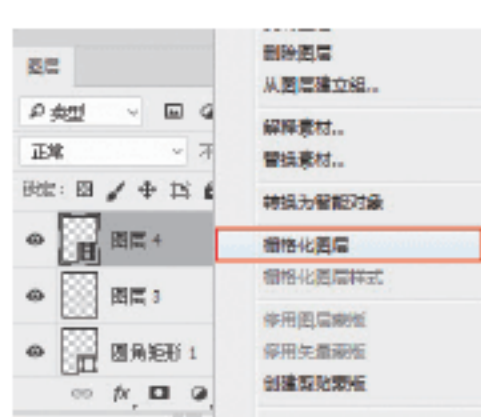 图层
类型
正常
不
锁定:
图层 4
图层 3
圆角矩形 1
fx
删除图层
从图层建立组...
解释素材...
替换素材...
转换为智能对象
栅格化图层
栅格化图层样式
停用图层蒙版
停用矢量蒙版
创建剪贴蒙版